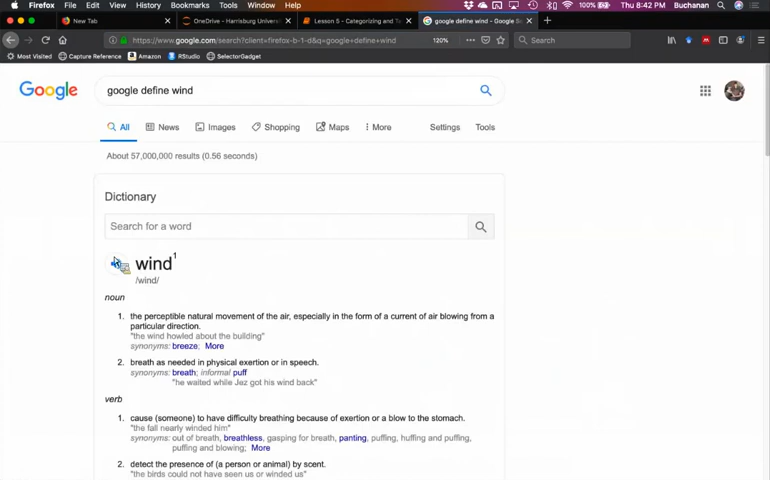 Firefox File Edit View History Bookmarks Tools Window Help 100% Thu 8:42 PM Buchanan
New Tab OneDrive - Harrisburg Universi Lesson 5 - Categorizing and Te google define wind - Google Se
https://www.google.com/search?client=firefox-b-1-d&q=google+define+wind 120% Search
Most Visited Capture Reference Amazon RStudio SelectorGadget
Google google define wind
All News Images Shopping Maps More Settings Tools
About 57,000,000 results (0.56 seconds)
Dictionary
Search for a word
wind1
/wind/
noun
1. the perceptible natural movement of the air, especially in the form of a current of air blowing from a
particular direction.
"the wind howled about the building"
synonyms: breeze; More
2. breath as needed in physical exertion or in speech.
synonyms: breath; informal puff
"he waited while Jez got his wind back"
verb
1. cause (someone) to have difficulty breathing because of exertion or a blow to the stomach.
"the fall nearly winded him"
synonyms: out of breath, breathless, gasping for breath, panting, puffing, huffing and puffing,
puffing and blowing; More
2. detect the presence of (a person or animal) by scent.
"the birds could not have seen us or winded us"